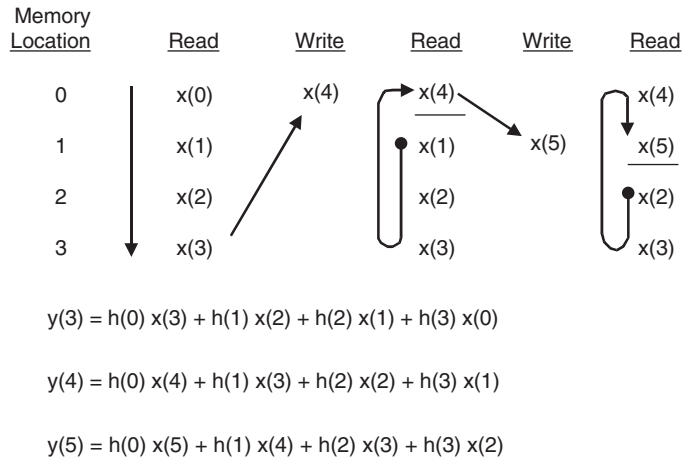 Memory
Location Read Write Read Write Read
0 x(0) x(4) x(4) x(4)
1 x(1) x(1) x(5) x(5)
2 x(2) x(2) x(2)
3 x(3) x(3) x(3)
y(3) = h(0) x(3) + h(1) x(2) + h(2) x(1) + h(3) x(0)
y(4) = h(0) x(4) + h(1) x(3) + h(2) x(2) + h(3) x(1)
y(5) = h(0) x(5) + h(1) x(4) + h(2) x(3) + h(3) x(2)